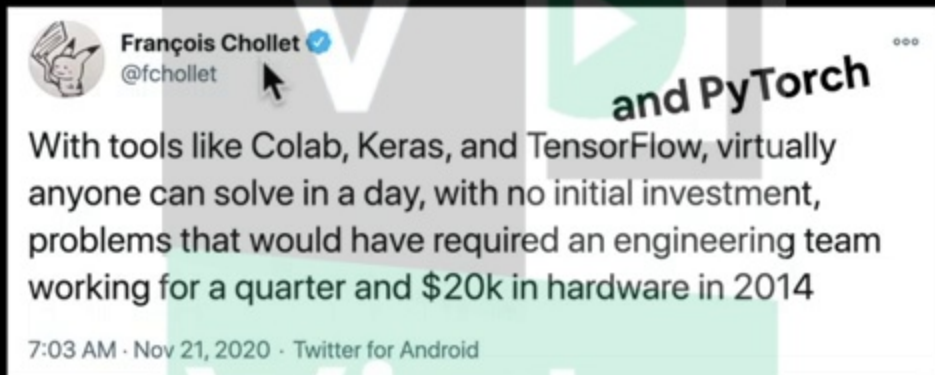 François Chollet
@fchollet
and PyTorch
With tools like Colab, Keras, and TensorFlow, virtually
anyone can solve in a day, with no initial investment,
problems that would have required an engineering team
working for a quarter and $20k in hardware in 2014
7:03 AM · Nov 21, 2020 · Twitter for Android